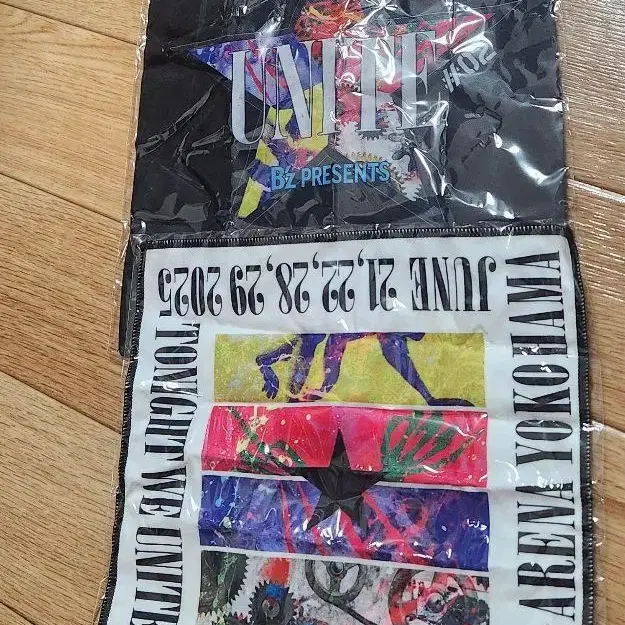 UNITE
#02
B'z PRESENTS
JUNE 21,22,28,29 2025
ARENA YOKOHAMA
TONIGHT WE UNITE